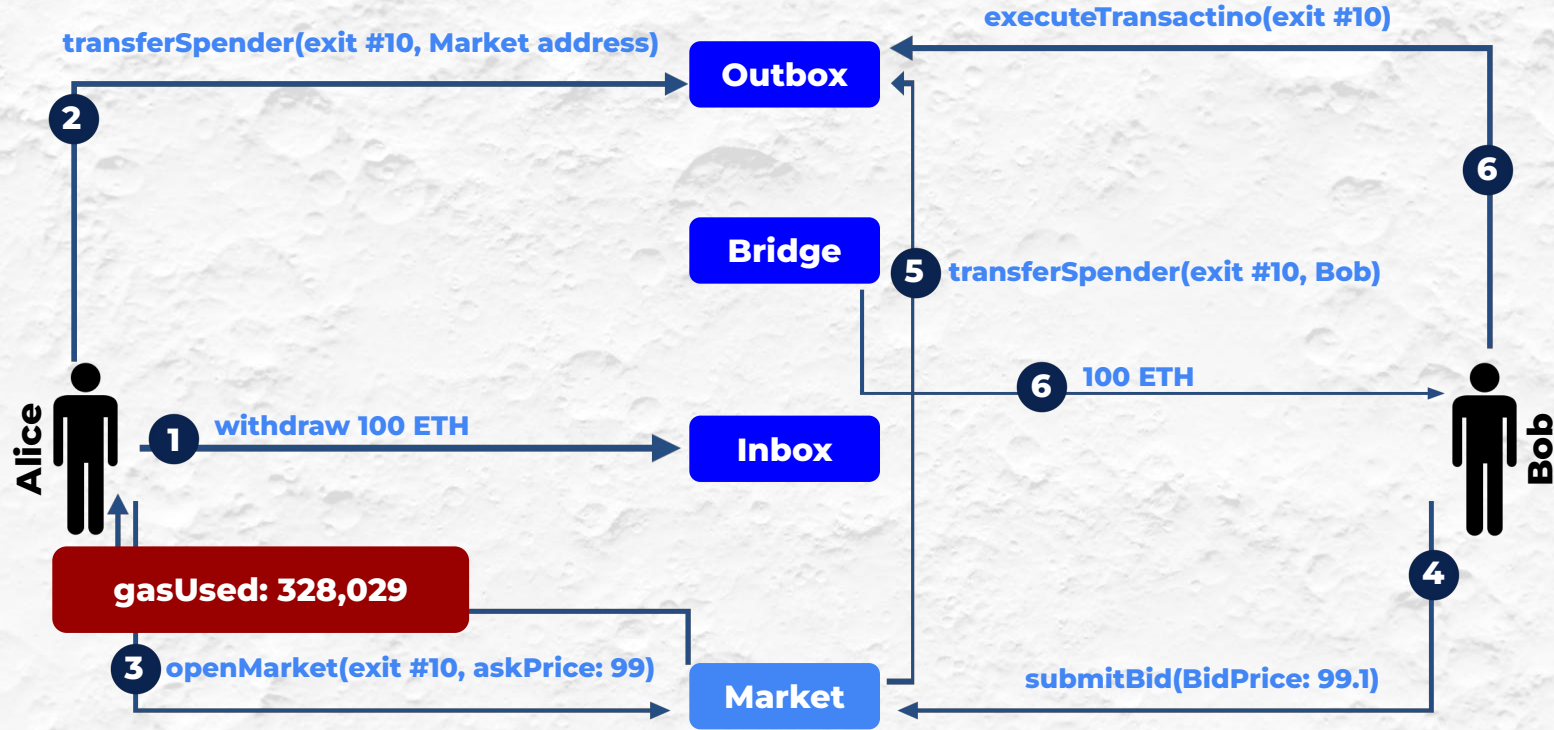 executeTransactino(exit #10)
transferSpender(exit #10, Market address)
Outbox
2
6
Bridge
5
transferSpender(exit #10, Bob)
6
100 ETH
Alice
1
withdraw 100 ETH
Inbox
Bob
gasUsed: 328,029
4
3
openMarket(exit #10, askPrice: 99)
Market
submitBid(BidPrice: 99.1)